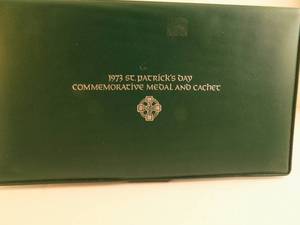 1973 St. Patrick's Day
Commemorative Medal and Cachet